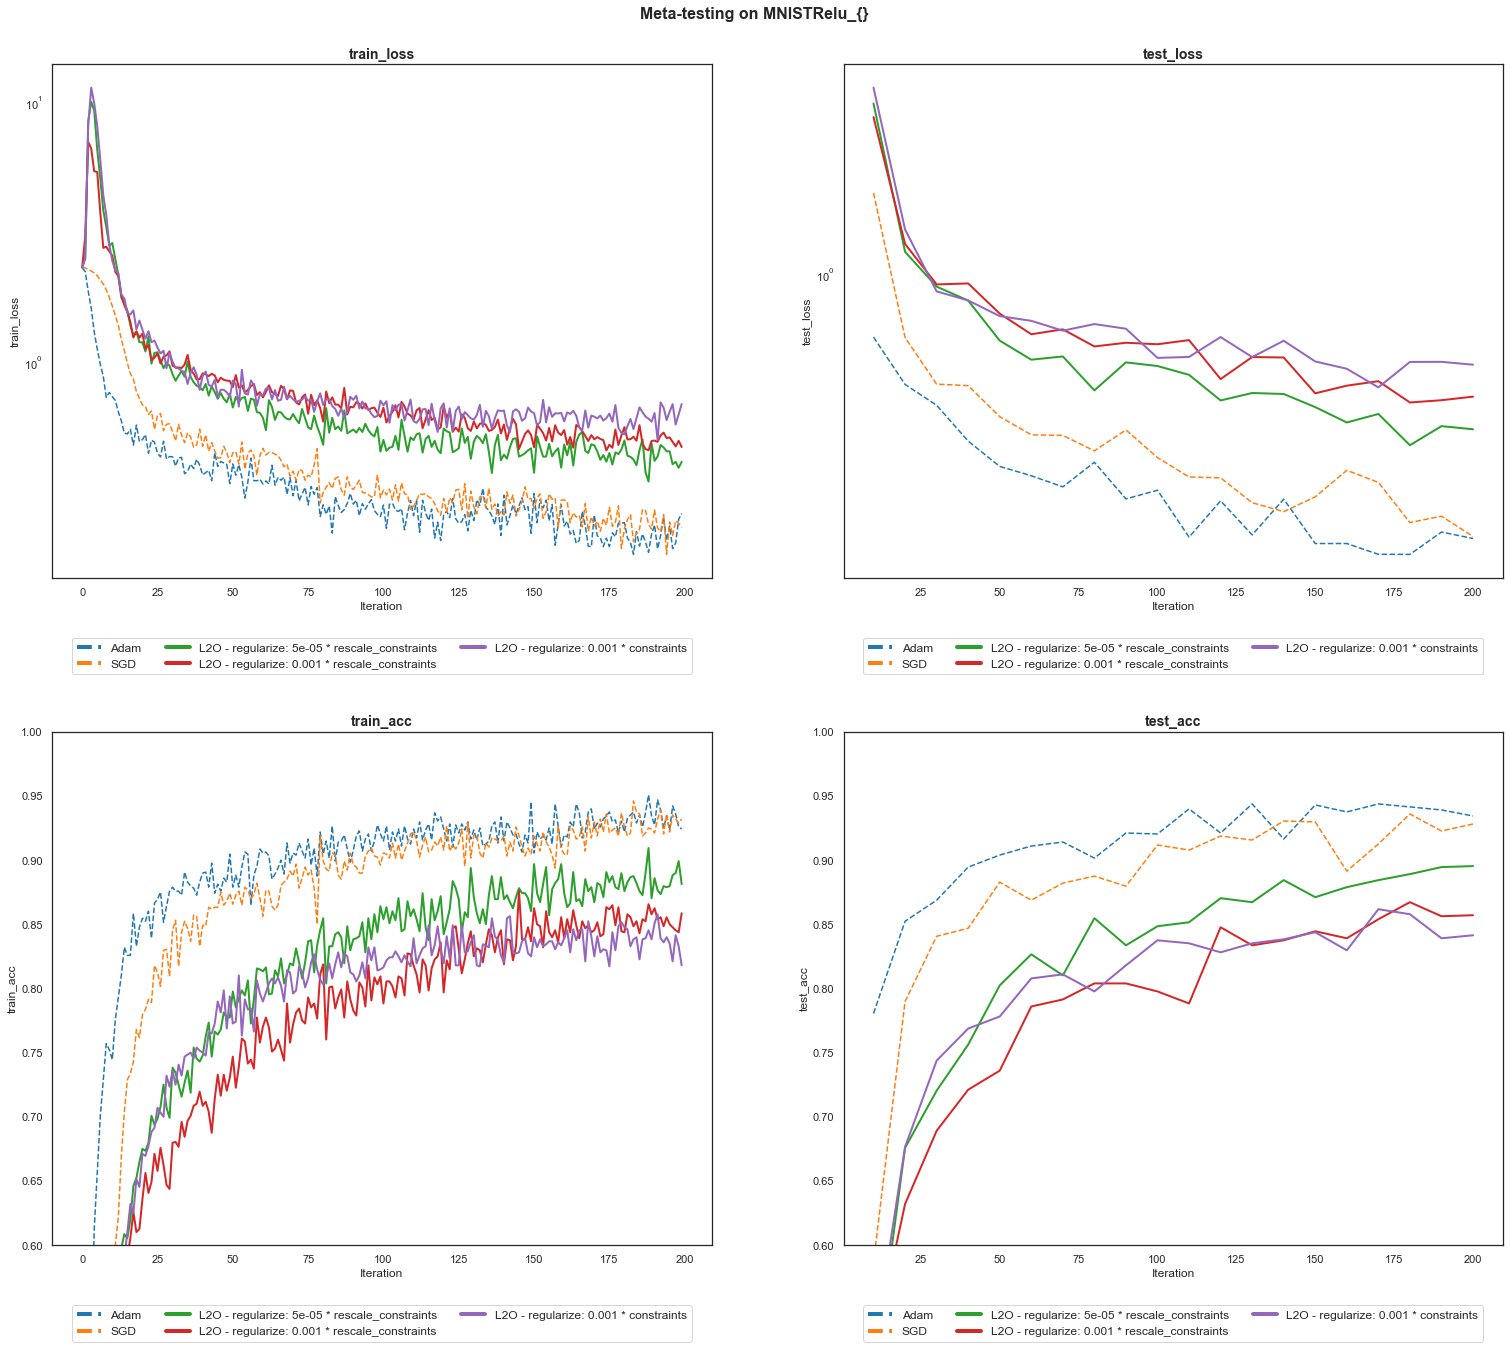 Meta-testing on MNISTRelu_{}
train_loss
10^1
10^0
train_loss
0 25 50 75 100 125 150 175 200
Iteration
Adam L2O - regularize: 5e-05 * rescale_constraints L2O - regularize: 0.001 * constraints
SGD L2O - regularize: 0.001 * rescale_constraints
test_loss
10^0
test_loss
25 50 75 100 125 150 175 200
Iteration
Adam L2O - regularize: 5e-05 * rescale_constraints L2O - regularize: 0.001 * constraints
SGD L2O - regularize: 0.001 * rescale_constraints
train_acc
1.00
0.95
0.90
0.85
0.80
0.75
0.70
0.65
0.60
train_acc
0 25 50 75 100 125 150 175 200
Iteration
Adam L2O - regularize: 5e-05 * rescale_constraints L2O - regularize: 0.001 * constraints
SGD L2O - regularize: 0.001 * rescale_constraints
test_acc
1.00
0.95
0.90
0.85
0.80
0.75
0.70
0.65
0.60
test_acc
25 50 75 100 125 150 175 200
Iteration
Adam L2O - regularize: 5e-05 * rescale_constraints L2O - regularize: 0.001 * constraints
SGD L2O - regularize: 0.001 * rescale_constraints